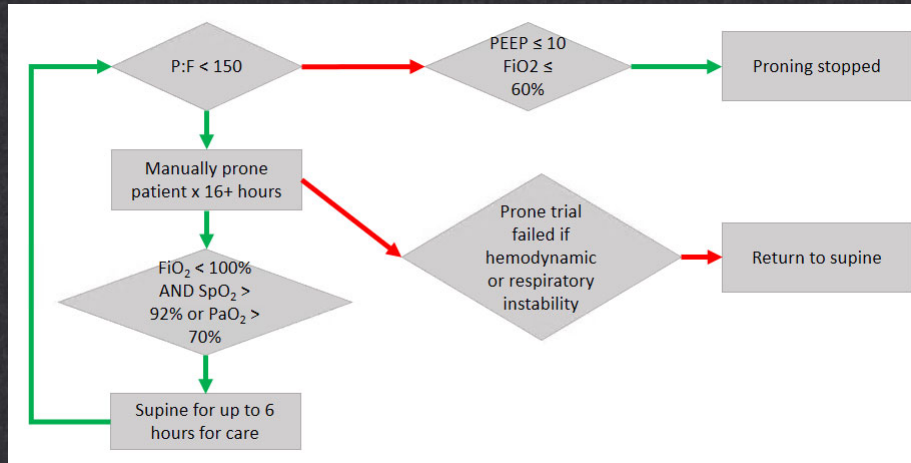 P:F < 150
PEEP ≤ 10
FiO2 ≤
60%
Proning stopped
Manually prone
patient x 16+ hours
Prone trial
failed if
hemodynamic
or respiratory
instability
Return to supine
FiO₂ < 100%
AND SpO₂ >
92% or PaO₂ >
70%
Supine for up to 6
hours for care